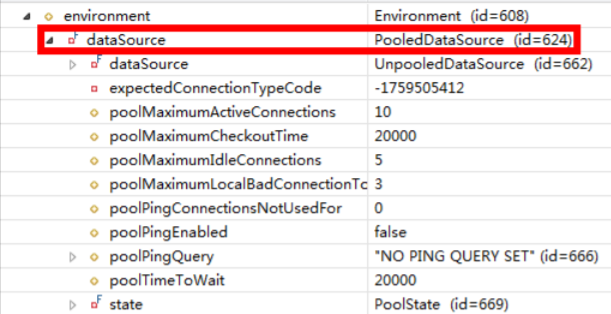 environment Environment (id=608)
dataSource PooledDataSource (id=624)
dataSource UnpooledDataSource (id=662)
expectedConnectionTypeCode -1759505412
poolMaximumActiveConnections 10
poolMaximumCheckoutTime 20000
poolMaximumIdleConnections 5
poolMaximumLocalBadConnectionTc 3
poolPingConnectionsNotUsedFor 0
poolPingEnabled false
poolPingQuery "NO PING QUERY SET" (id=666)
poolTimeToWait 20000
state PoolState (id=669)